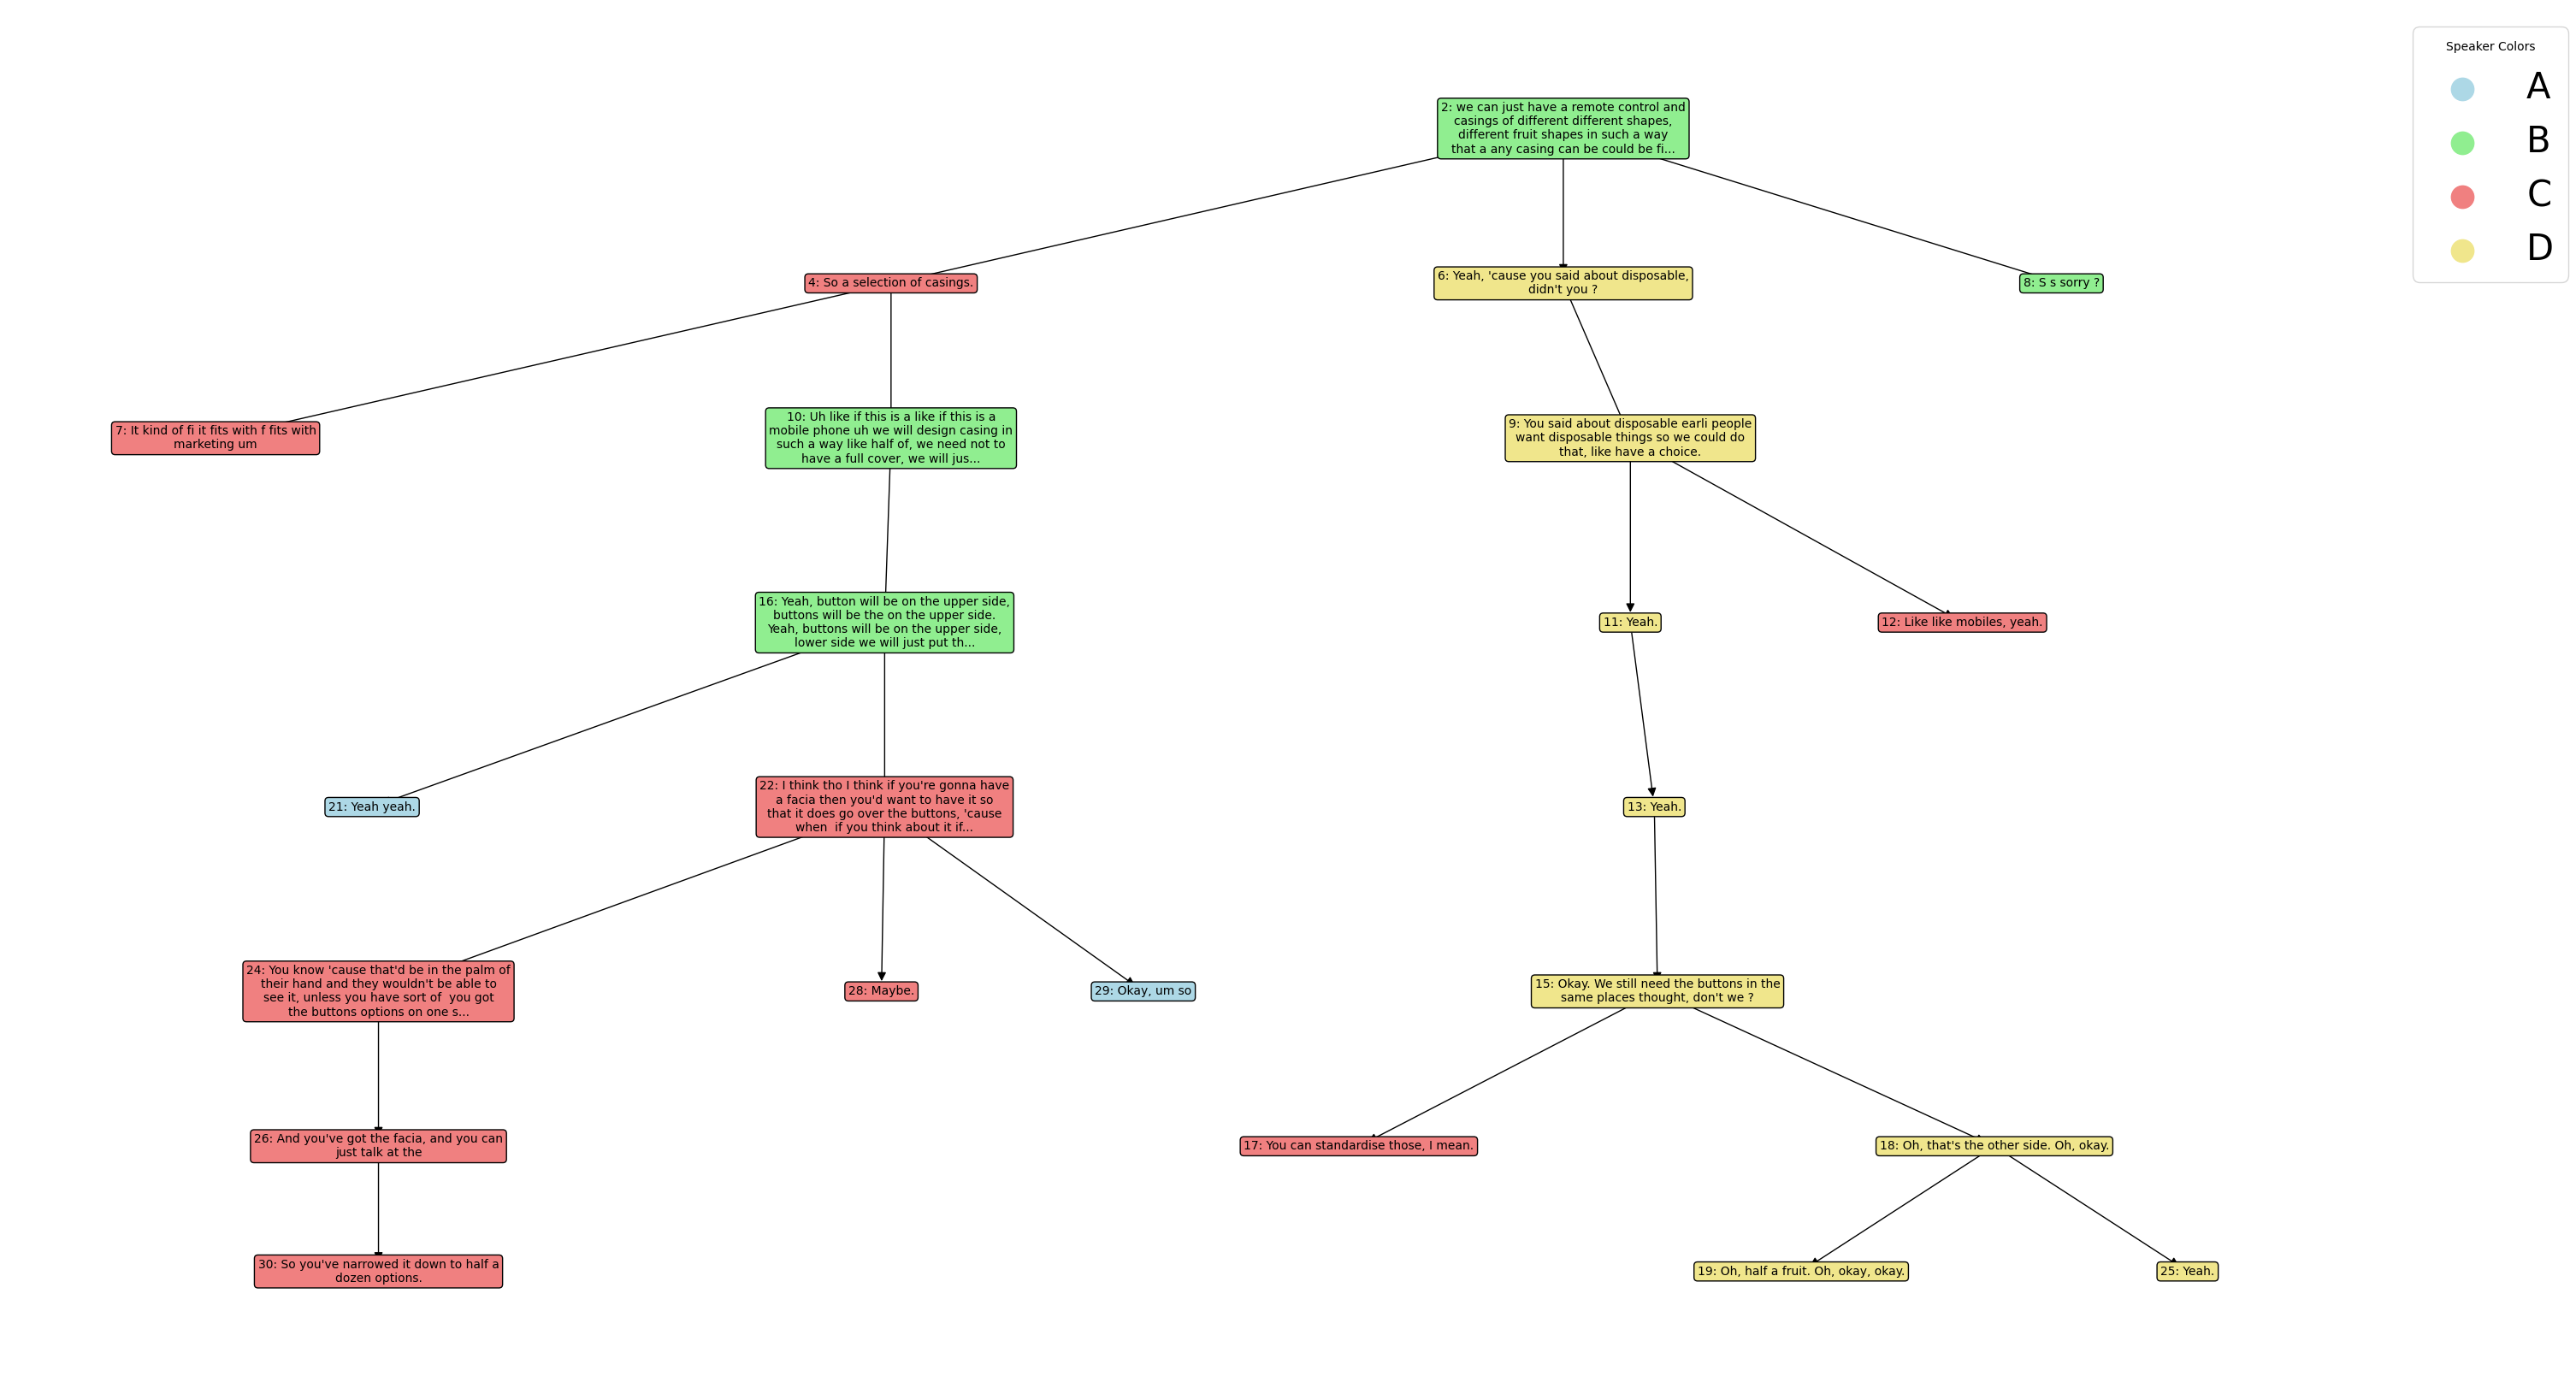 Speaker Colors
A
B
C
D
2: we can just have a remote control and
casings of different different shapes,
different fruit shapes in such a way
that a any casing can be could be fi...
4: So a selection of casings.
6: Yeah, 'cause you said about disposable,
didn't you ?
8: S s sorry ?
7: It kind of fi it fits with f fits with
marketing um
10: Uh like if this is a like if this is a
mobile phone uh we will design casing in
such a way like half of, we need not to
have a full cover, we will jus...
9: You said about disposable earli people
want disposable things so we could do
that, like have a choice.
16: Yeah, button will be on the upper side,
buttons will be the on the upper side.
Yeah, buttons will be on the upper side,
lower side we will just put th...
11: Yeah.
12: Like like mobiles, yeah.
21: Yeah yeah.
22: I think tho I think if you're gonna have
a facia then you'd want to have it so
that it does go over the buttons, 'cause
when  if you think about it if...
13: Yeah.
24: You know 'cause that'd be in the palm of
their hand and they wouldn't be able to
see it, unless you have sort of  you got
the buttons options on one s...
28: Maybe.
29: Okay, um so
15: Okay. We still need the buttons in the
same places thought, don't we ?
26: And you've got the facia, and you can
just talk at the
17: You can standardise those, I mean.
18: Oh, that's the other side. Oh, okay.
30: So you've narrowed it down to half a
dozen options.
19: Oh, half a fruit. Oh, okay, okay.
25: Yeah.